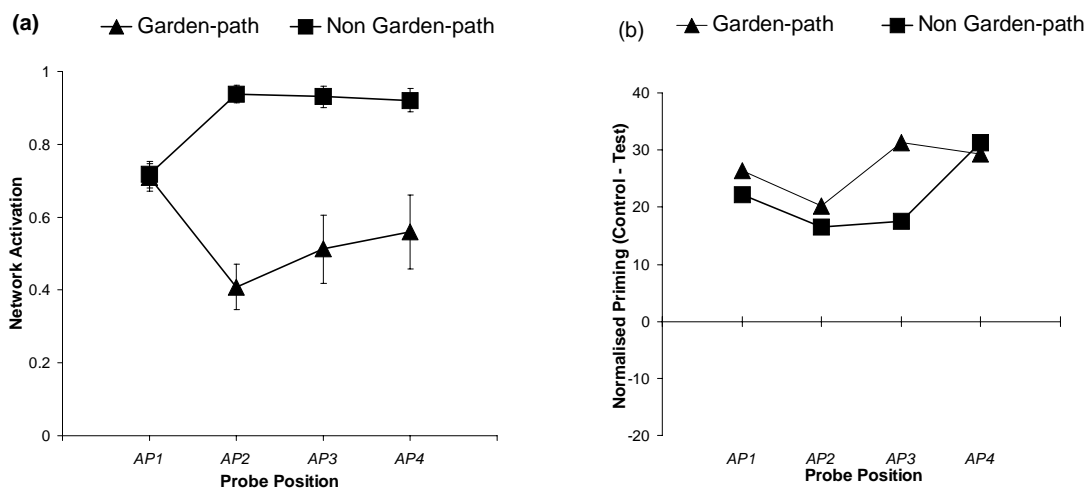 (a)
Garden-path
Non Garden-path
1
0.8
0.6
0.4
0.2
0
Network Activation
AP1
AP2
AP3
AP4
Probe Position
(b)
Garden-path
Non Garden-path
40
30
20
10
0
-10
-20
Normalised Priming (Control - Test)
AP1
AP2
AP3
AP4
Probe Position